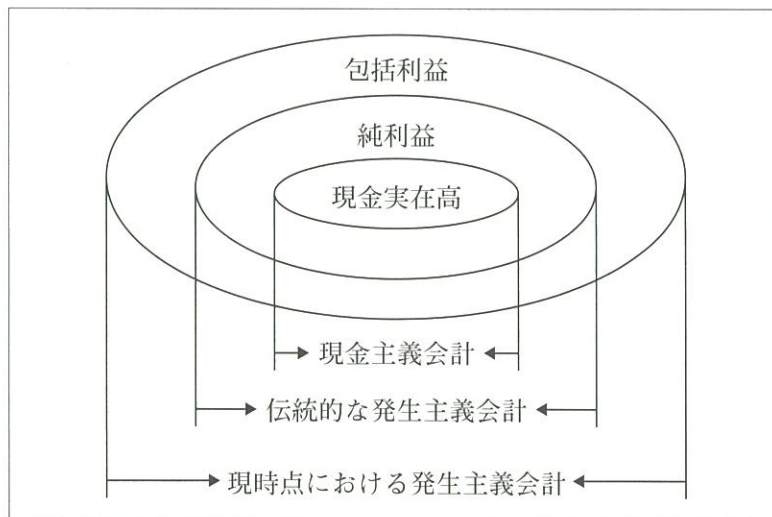 包括利益
純利益
現金実在高
現金主義会計
伝統的な発生主義会計
現時点における発生主義会計